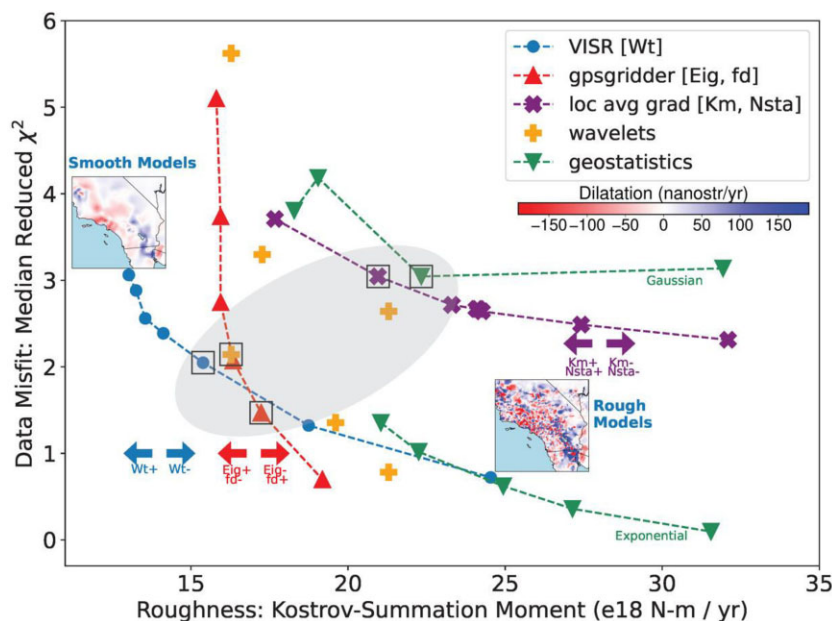 6
5
4
3
2
1
0
Data Misfit: Median Reduced χ²
15
20
25
30
35
Roughness: Kostrov-Summation Moment (e18 N-m / yr)
VISR [Wt]
gpsgridder [Eig, fd]
loc avg grad [Km, Nsta]
wavelets
geostatistics
Dilatation (nanostr/yr)
−150 −100 −50 0 50 100 150
Smooth Models
Gaussian
Km+ Km-
Nsta+ Nsta-
Rough
Models
Wt+ Wt-
Eig+ Eig-
fd- fd+
Exponential